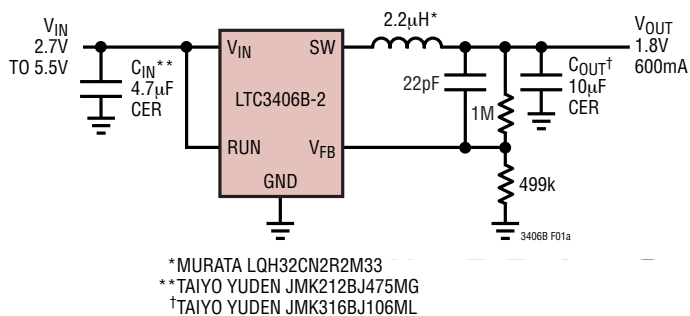 VIN
2.7V
TO 5.5V
CIN**
4.7µF
CER
VIN
SW
LTC3406B-2
RUN
VFB
GND
2.2µH*
22pF
1M
COUT†
10µF
CER
VOUT
1.8V
600mA
499k
3406B F01a
*MURATA LQH32CN2R2M33
**TAIYO YUDEN JMK212BJ475MG
†TAIYO YUDEN JMK316BJ106ML